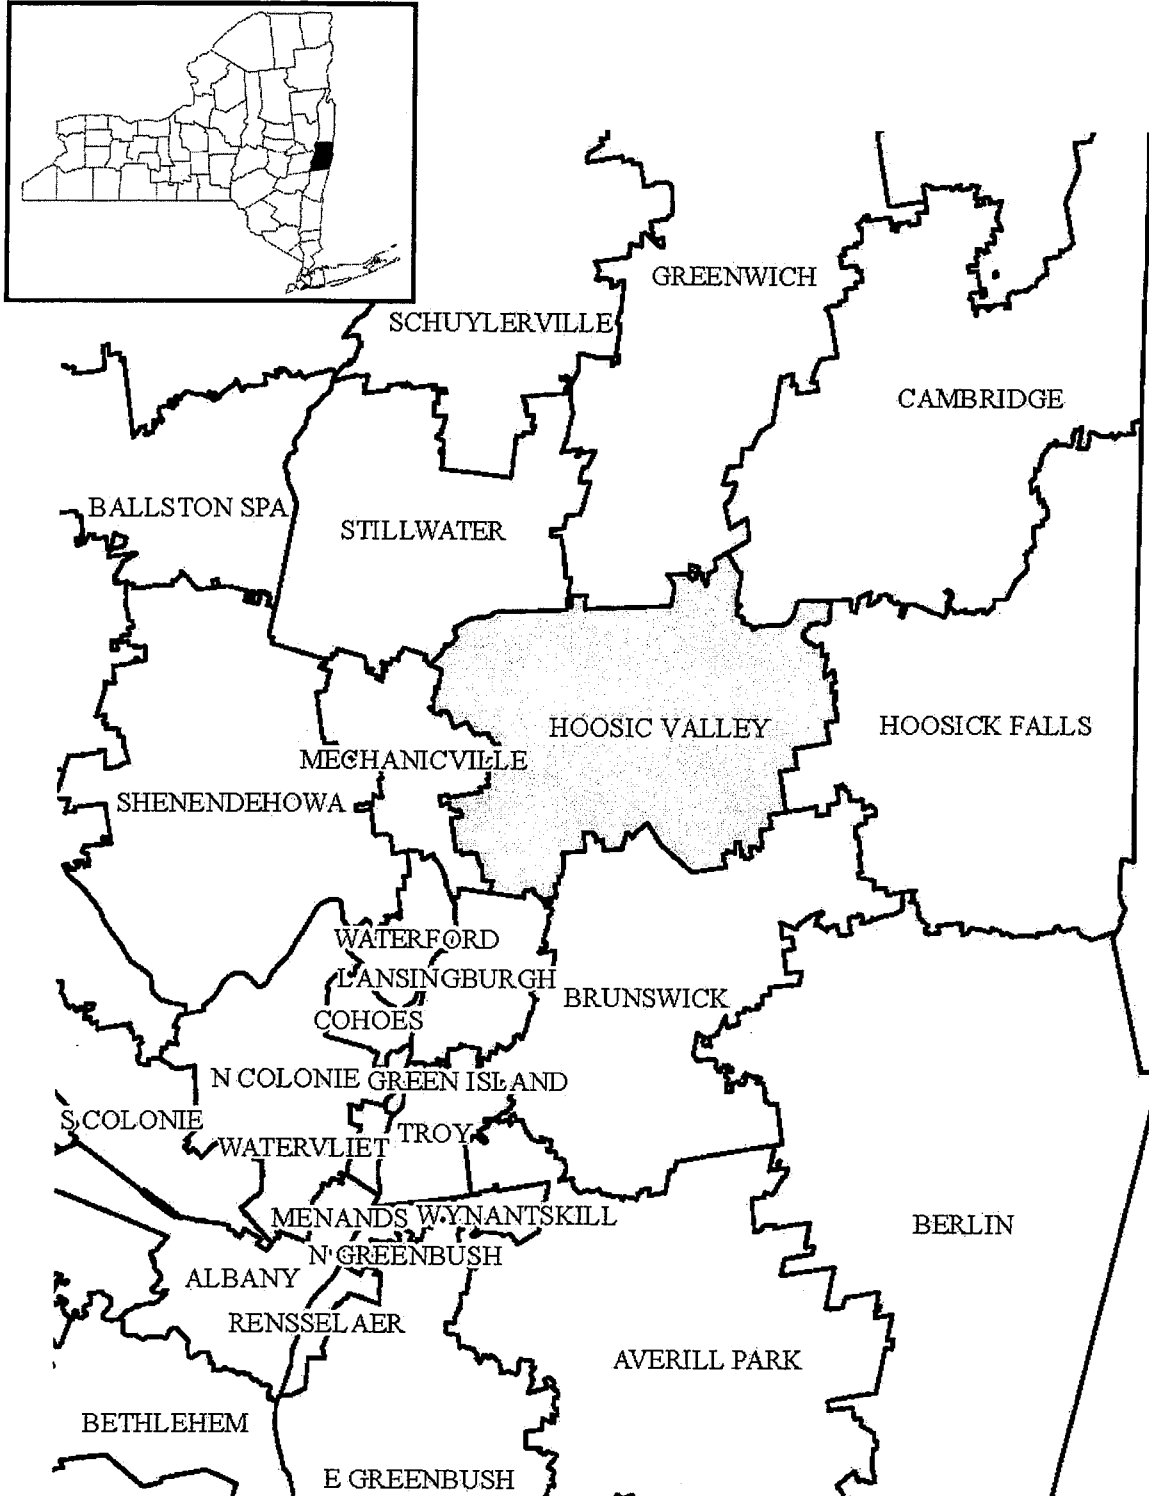 GREENWICH
SCHUYLERVILLE
CAMBRIDGE
BALLSTON SPA
STILLWATER
HOOSIC VALLEY
HOOSICK FALLS
MECHANICVILLE
SHENENDEHOWA
WATERFORD
LANSINGBURGH
BRUNSWICK
COHOES
N COLONIE
GREEN ISLAND
S COLONIE
TROY
WATERVLIET
MENANDS
WYNANTSKILL
BERLIN
N GREENBUSH
ALBANY
RENSSELAER
AVERILL PARK
BETHLEHEM
E GREENBUSH